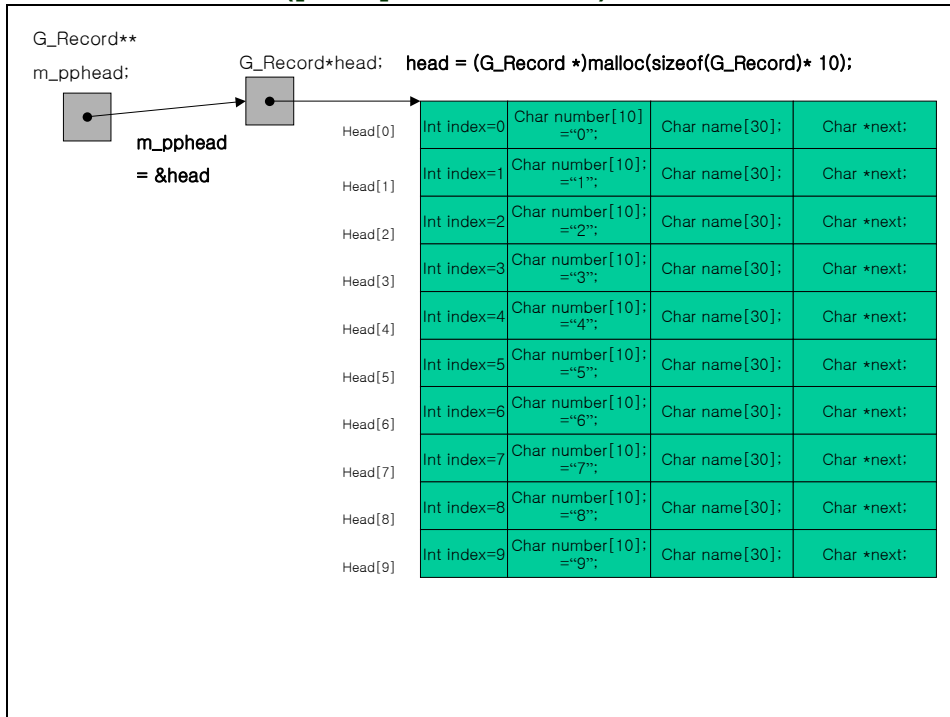 G_Record**
m_pphead;
G_Record*head;
head = (G_Record *)malloc(sizeof(G_Record)* 10);
m_pphead
= &head
Head[0]
Int index=0
Char number[10]
=“0”;
Char name[30];
Char *next;
Head[1]
Int index=1
Char number[10];
=“1”;
Char name[30];
Char *next;
Head[2]
Int index=2
Char number[10];
=“2”;
Char name[30];
Char *next;
Head[3]
Int index=3
Char number[10];
=“3”;
Char name[30];
Char *next;
Head[4]
Int index=4
Char number[10];
=“4”;
Char name[30];
Char *next;
Head[5]
Int index=5
Char number[10];
=“5”;
Char name[30];
Char *next;
Head[6]
Int index=6
Char number[10];
=“6”;
Char name[30];
Char *next;
Head[7]
Int index=7
Char number[10];
=“7”;
Char name[30];
Char *next;
Head[8]
Int index=8
Char number[10];
=“8”;
Char name[30];
Char *next;
Head[9]
Int index=9
Char number[10];
=“9”;
Char name[30];
Char *next;